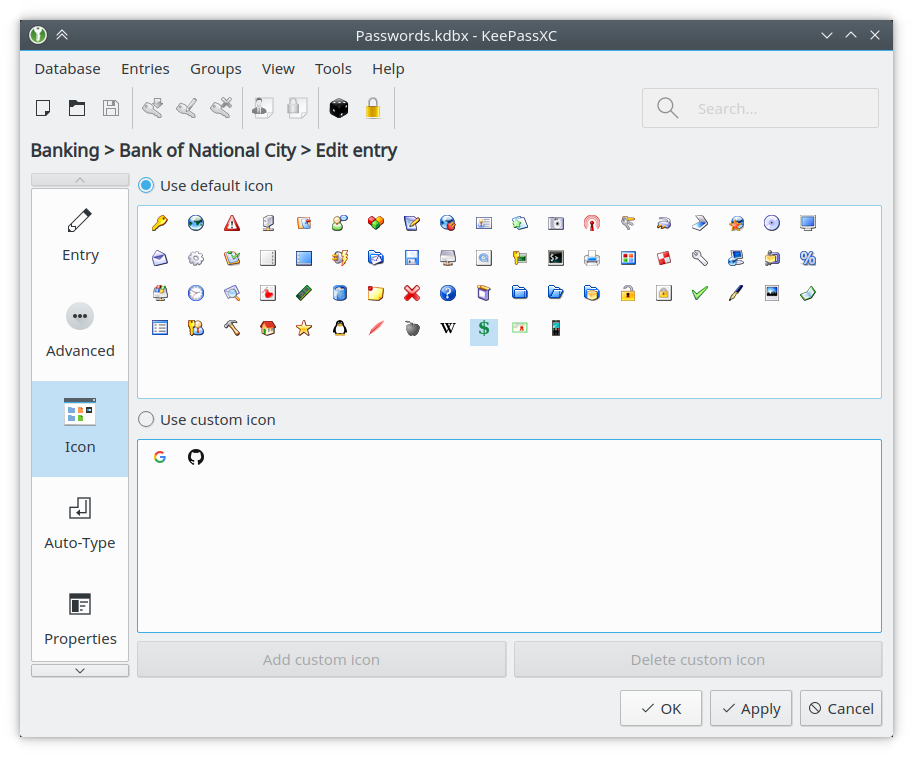 Passwords.kdbx - KeePassXC
Database Entries Groups View Tools Help
Search...
Banking > Bank of National City > Edit entry
Use default icon
Entry
Advanced
Icon
Auto-Type
Properties
Use custom icon
Add custom icon Delete custom icon
OK Apply Cancel